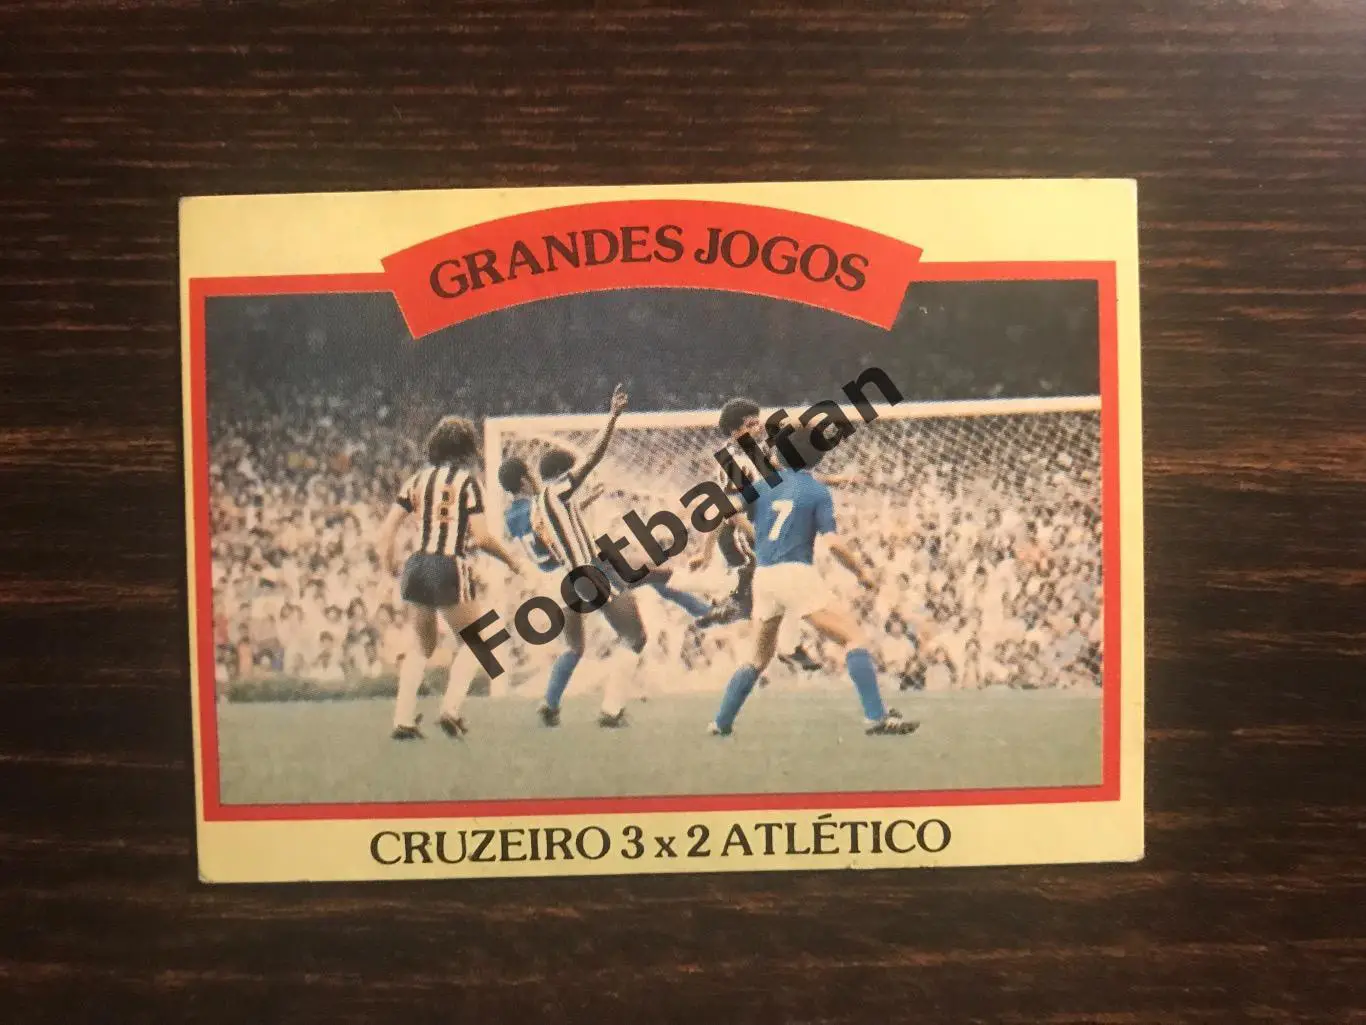 GRANDES JOGOS
Footballfan
7
CRUZEIRO 3 x 2 ATLÉTICO